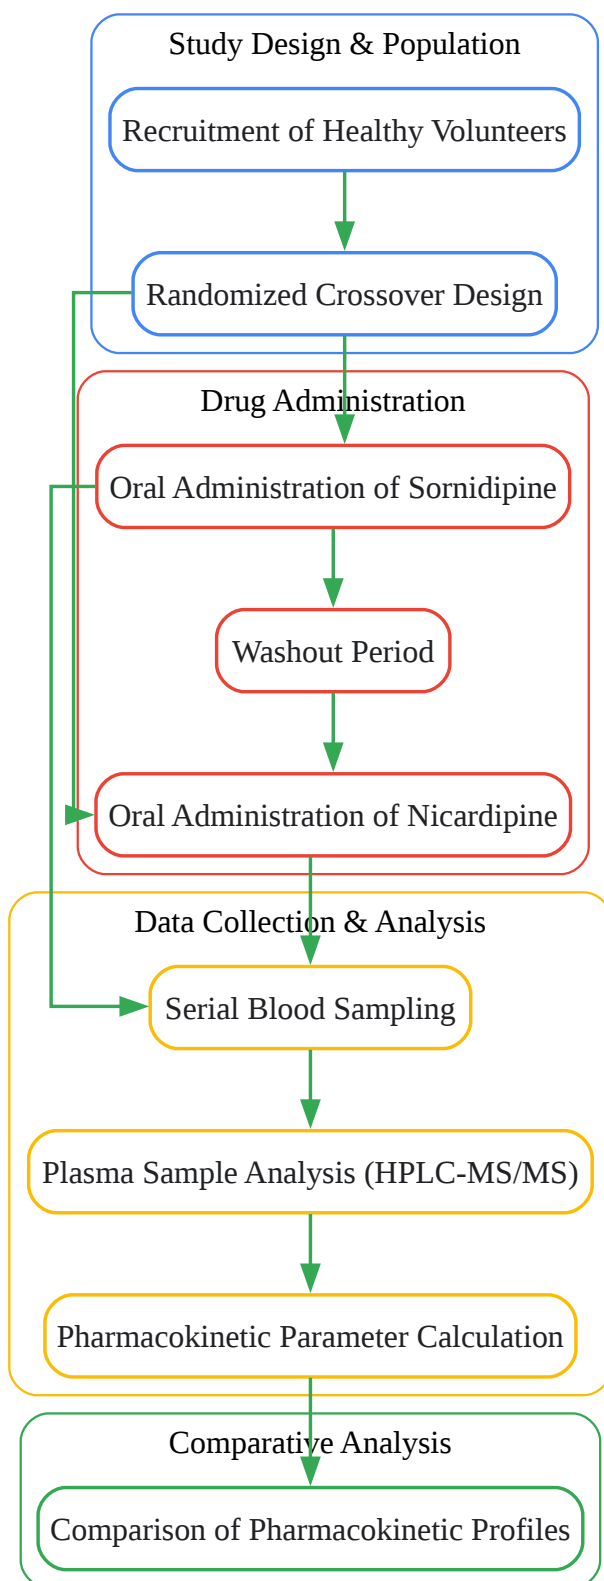 Study Design & Population
Recruitment of Healthy Volunteers
Randomized Crossover Design
Drug Administration
Oral Administration of Sornidipine
Washout Period
Oral Administration of Nicardipine
Data Collection & Analysis
Serial Blood Sampling
Plasma Sample Analysis (HPLC-MS/MS)
Pharmacokinetic Parameter Calculation
Comparative Analysis
Comparison of Pharmacokinetic Profiles